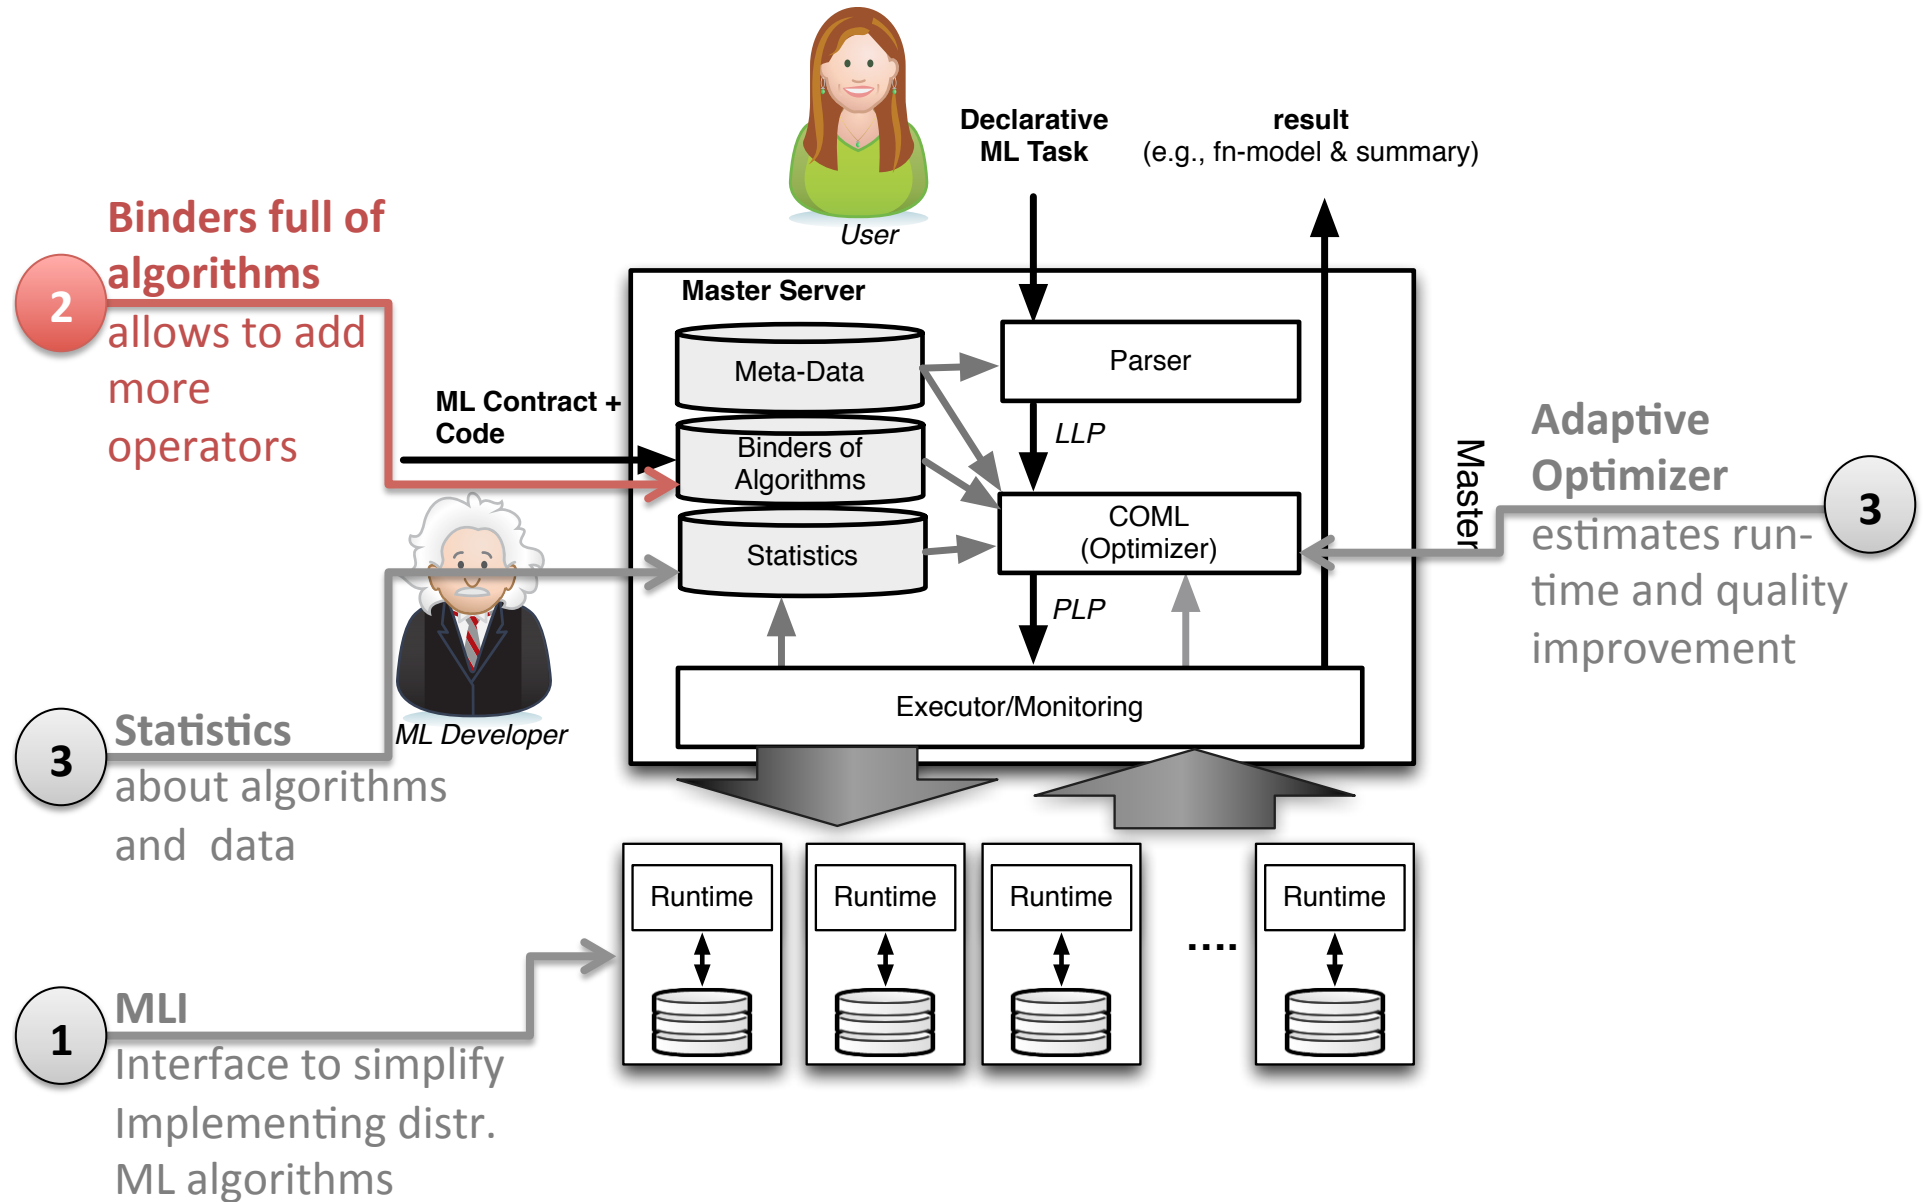 Declarative
ML Task
result
(e.g., fn-model & summary)
User
Binders full of
algorithms
2
allows to add
more
operators
ML Contract +
Code
Master Server
Meta-Data
Binders of
Algorithms
Statistics
Parser
LLP
COML
(Optimizer)
PLP
Executor/Monitoring
Master
Adaptive
Optimizer
3
estimates run-
time and quality
improvement
ML Developer
3
Statistics
about algorithms
and data
Runtime
Runtime
Runtime
....
Runtime
1
MLI
Interface to simplify
Implementing distr.
ML algorithms